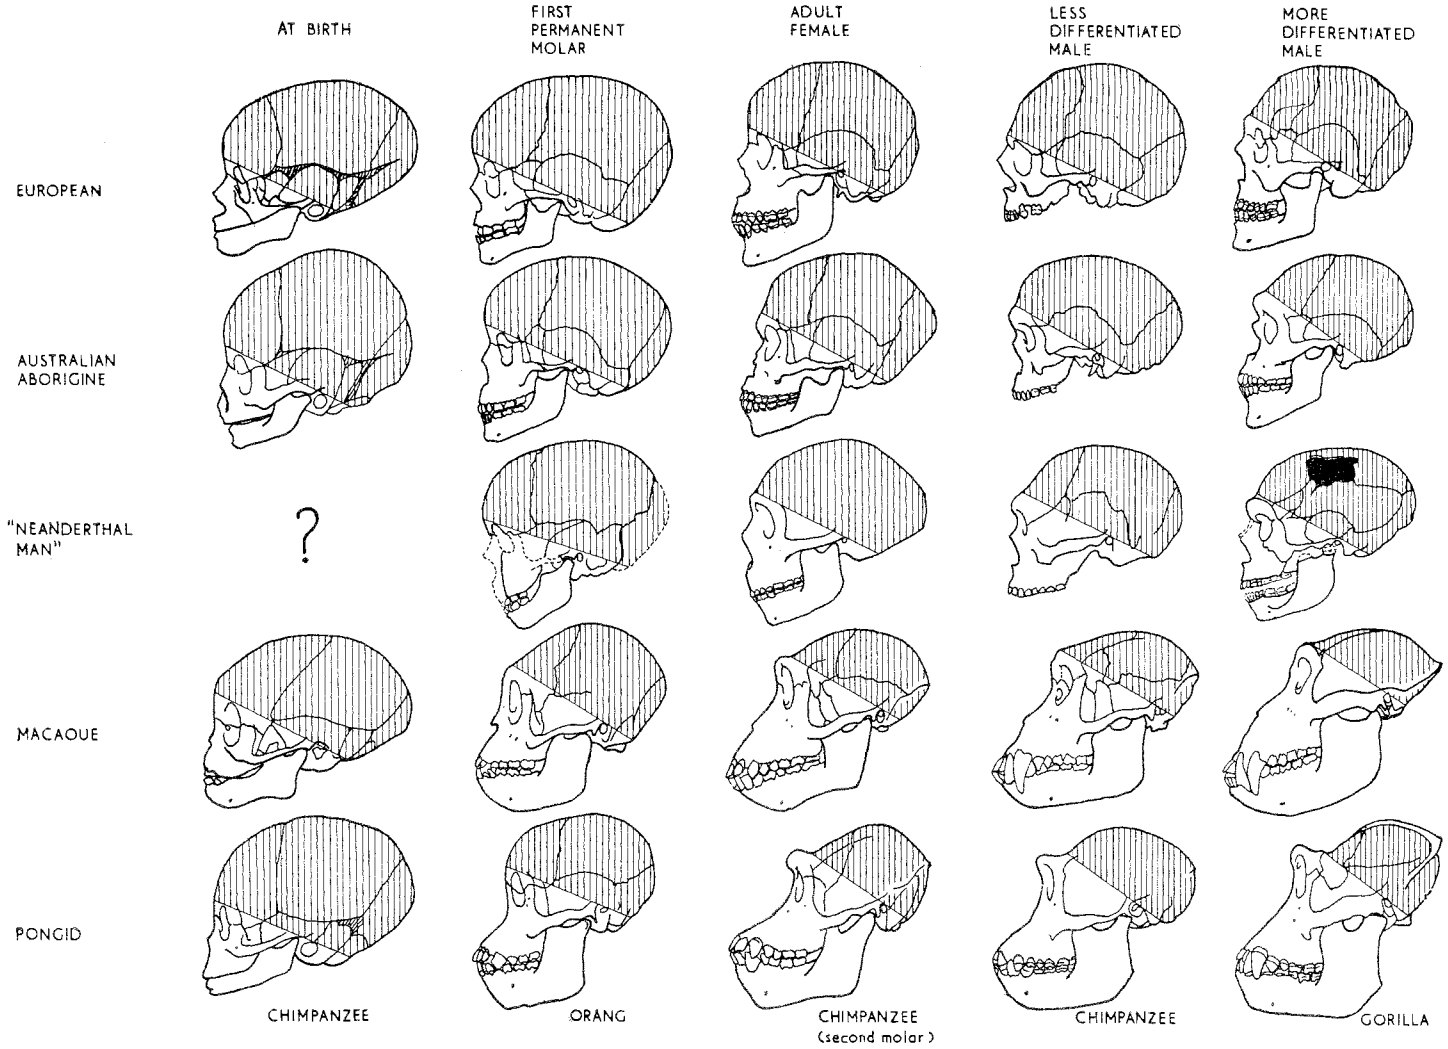 AT BIRTH
FIRST
PERMANENT
MOLAR
ADULT
FEMALE
LESS
DIFFERENTIATED
MALE
MORE
DIFFERENTIATED
MALE
EUROPEAN
AUSTRALIAN
ABORIGINE
"NEANDERTHAL
MAN"
?
MACAQUE
PONGID
CHIMPANZEE
ORANG
CHIMPANZEE
(second molar)
CHIMPANZEE
GORILLA